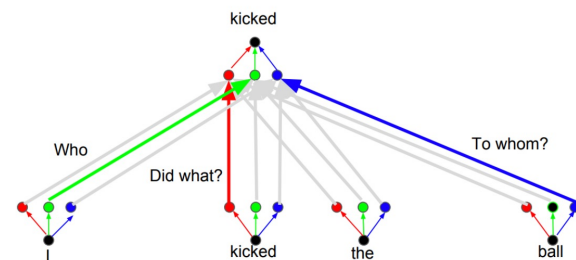 kicked
Who
Did what?
To whom?
I
kicked
the
ball